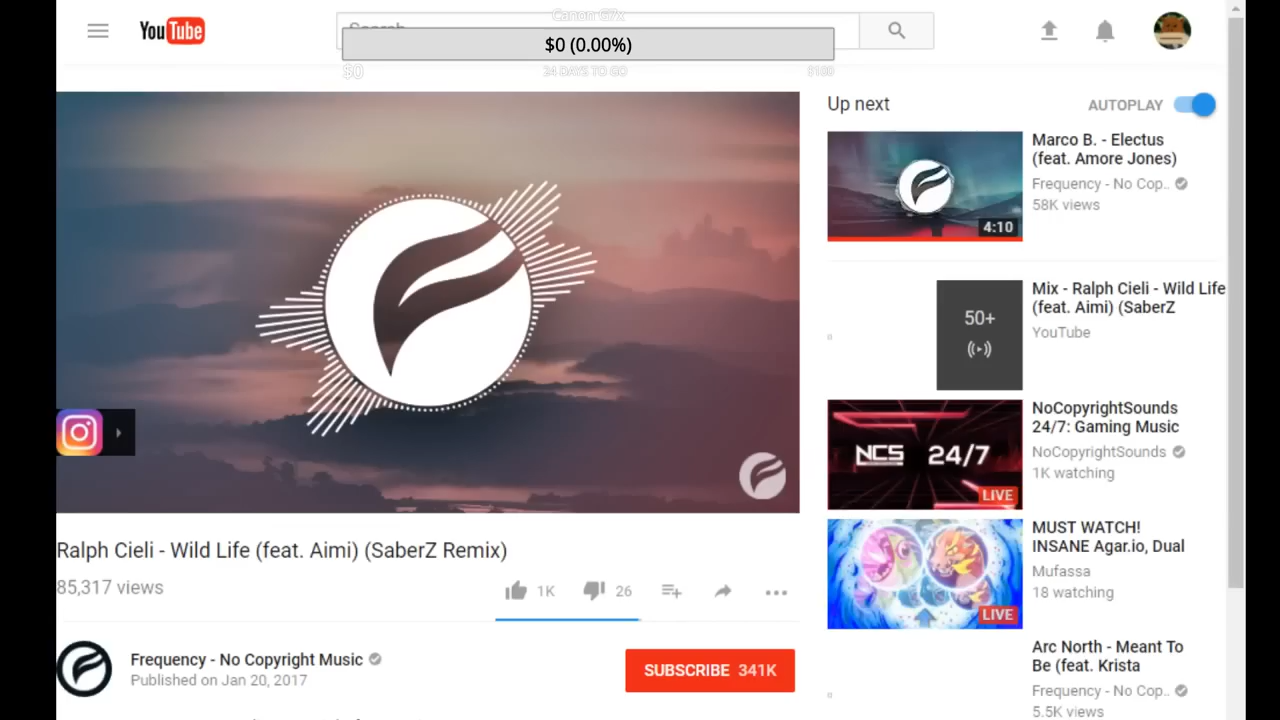 YouTube
Search
Canon G7x
$0 (0.00%)
$0
24 DAYS TO GO
$100
Up next
AUTOPLAY
Marco B. - Electus
(feat. Amore Jones)
Frequency - No Cop..
58K views
4:10
Mix - Ralph Cieli - Wild Life
(feat. Aimi) (SaberZ
YouTube
50+
NoCopyrightSounds
24/7: Gaming Music
NoCopyrightSounds
1K watching
NCS 24/7
LIVE
MUST WATCH!
INSANE Agar.io, Dual
Mufassa
18 watching
LIVE
Arc North - Meant To
Be (feat. Krista
Frequency - No Cop..
5.5K views
Ralph Cieli - Wild Life (feat. Aimi) (SaberZ Remix)
85,317 views
1K
26
Frequency - No Copyright Music
Published on Jan 20, 2017
SUBSCRIBE 341K